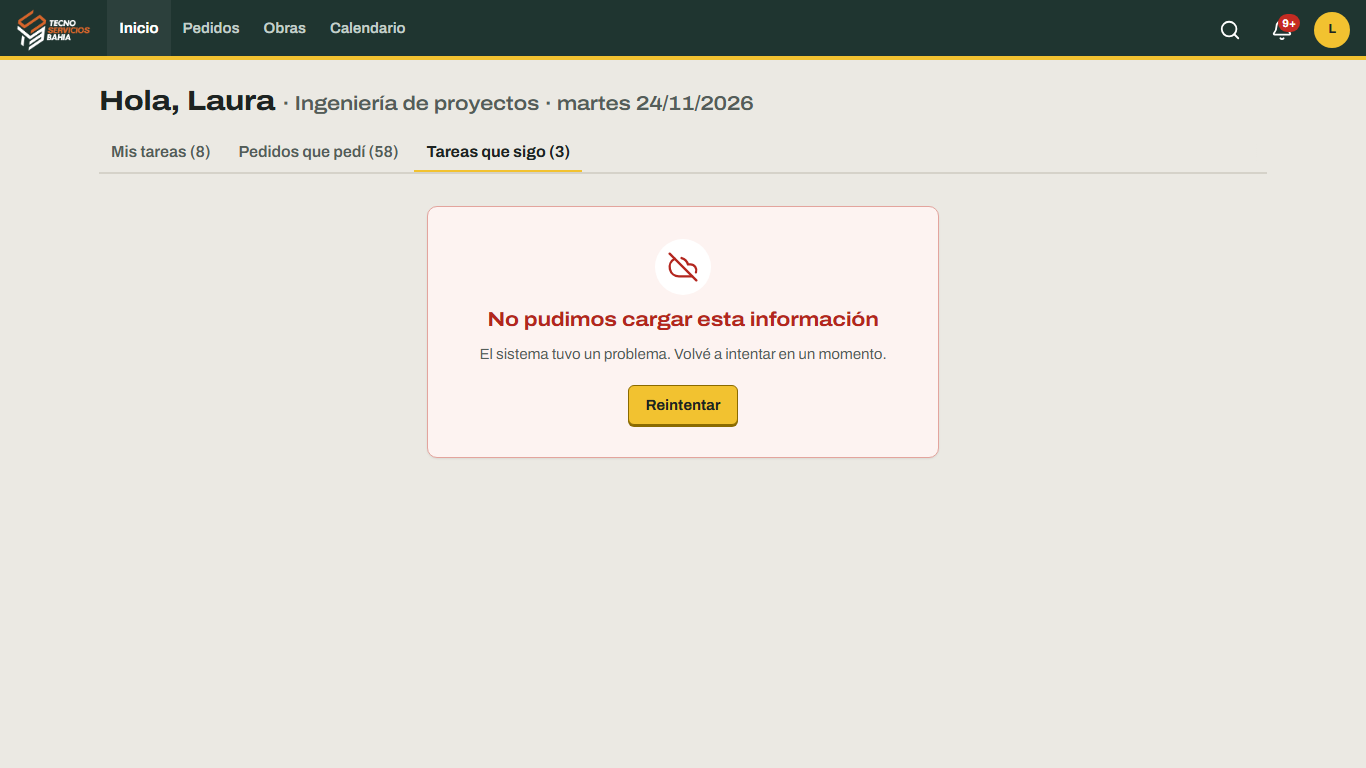 TECNO
SERVICIOS
BAHIA
Inicio
Pedidos
Obras
Calendario
9+
L
Hola, Laura · Ingeniería de proyectos · martes 24/11/2026
Mis tareas (8)
Pedidos que pedí (58)
Tareas que sigo (3)
No pudimos cargar esta información
El sistema tuvo un problema. Volvé a intentar en un momento.
Reintentar